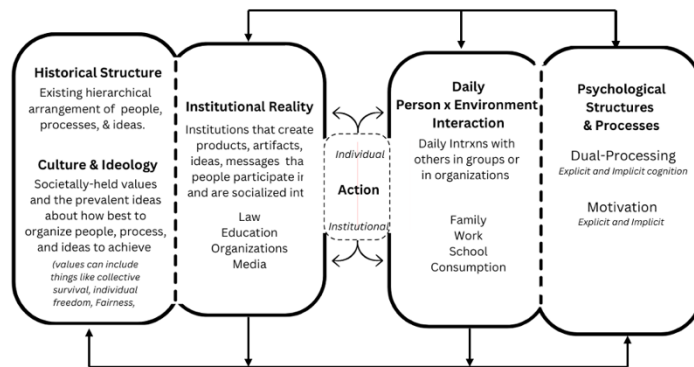 Historical Structure
Existing hierarchical
arrangement of people,
processes, & ideas.
Culture & Ideology
Societally-held values
and the prevalent ideas
about how best to
organize people, process,
and ideas to achieve
(values can include
things like collective
survival, individual
freedom, Fairness,
Institutional Reality
Institutions that create
products, artifacts,
ideas, messages tha
people participate ir
and are socialized int
Law
Education
Organizations
Media
Individual
Action
Institutional
Daily
Person x Environment
Interaction
Daily Intrxns with
others in groups or
in organizations
Family
Work
School
Consumption
Psychological
Structures
& Processes
Dual-Processing
Explicit and Implicit cognition
Motivation
Explicit and Implicit